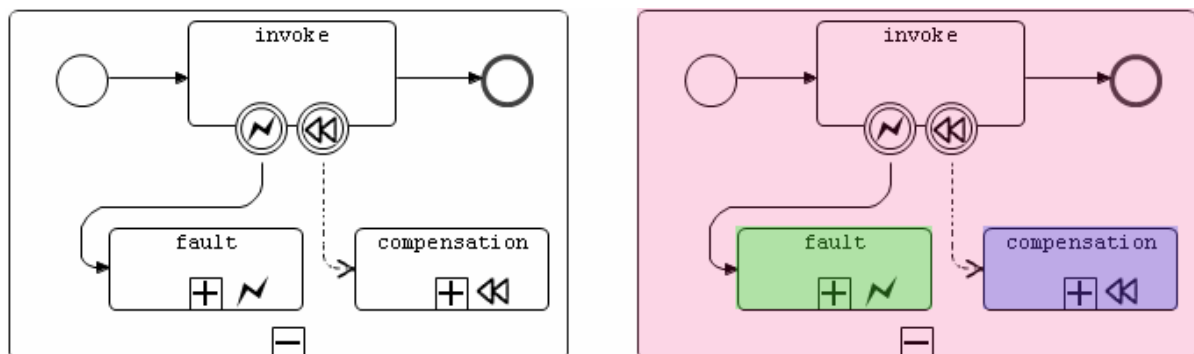 invoke
fault
compensation
invoke
fault
compensation